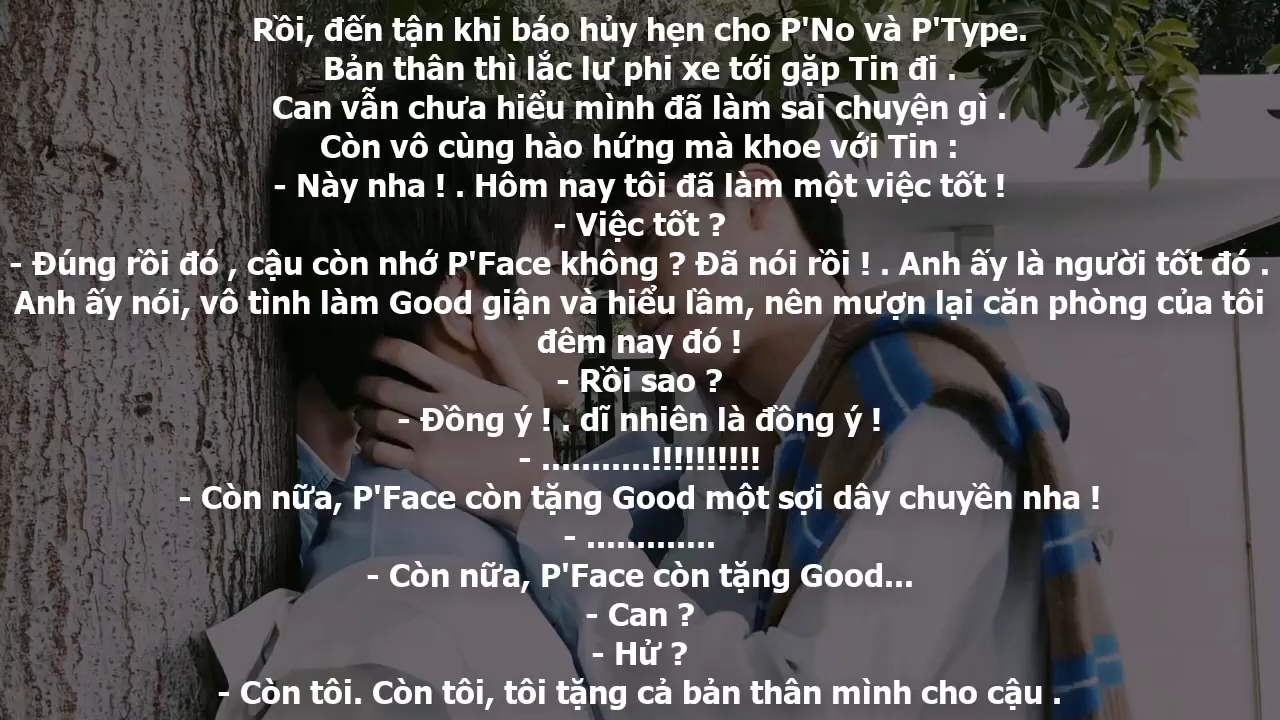 Rồi, đến tận khi báo hủy hẹn cho P'No và P'Type.
Bản thân thì lắc lư phi xe tới gặp Tin đi .
Can vẫn chưa hiểu mình đã làm sai chuyện gì .
Còn vô cùng hào hứng mà khoe với Tin :
- Này nha ! . Hôm nay tôi đã làm một việc tốt !
- Việc tốt ?
- Đúng rồi đó , cậu còn nhớ P'Face không ? Đã nói rồi ! . Anh ấy là người tốt đó .
Anh ấy nói, vô tình làm Good giận và hiểu lầm, nên mượn lại căn phòng của tôi
đêm nay đó !
- Rồi sao ?
- Đồng ý ! . dĩ nhiên là đồng ý !
- ...........!!!!!!!!!!
- Còn nữa, P'Face còn tặng Good một sợi dây chuyền nha !
- .............
- Còn nữa, P'Face còn tặng Good...
- Can ?
- Hử ?
- Còn tôi. Còn tôi, tôi tặng cả bản thân mình cho cậu .